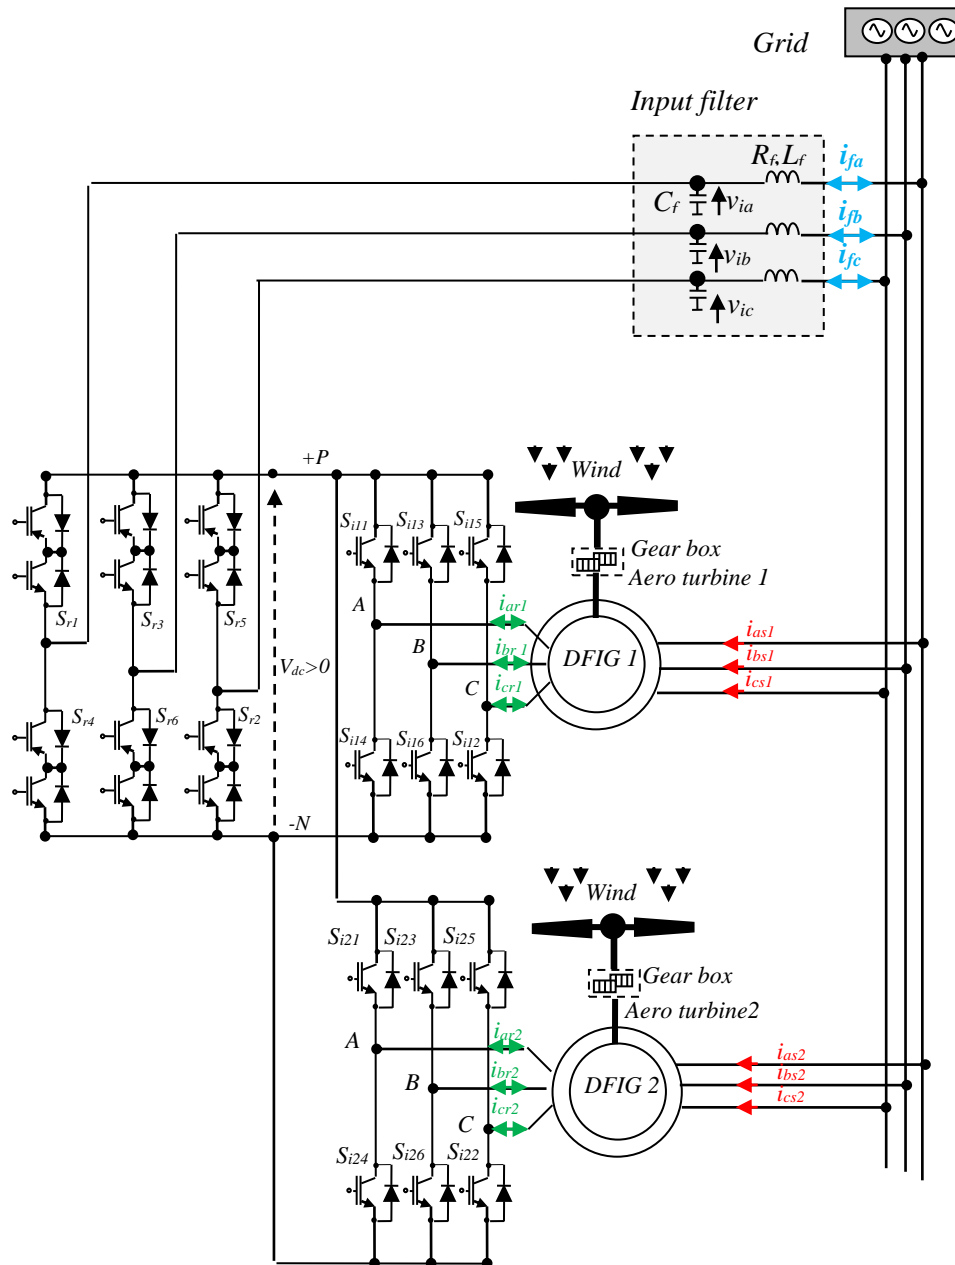 Grid
Input filter
Rf,Lf
ifa
Cf
via
ifb
vib
ifc
vic
+P
Wind
Si11
Si13
Si15
Gear box
Aero turbine 1
Sr1
Sr3
Sr5
A
iar1
ias1
B
ibr 1
DFIG 1
ibs1
Vdc>0
C
icr1
ics1
Sr4
Sr6
Sr2
Si14
Si16
Si12
-N
Wind
Si21
Si23
Si25
Gear box
Aero turbine2
A
iar2
ias2
B
ibr2
DFIG 2
ibs2
C
icr2
ics2
Si24
Si26
Si22